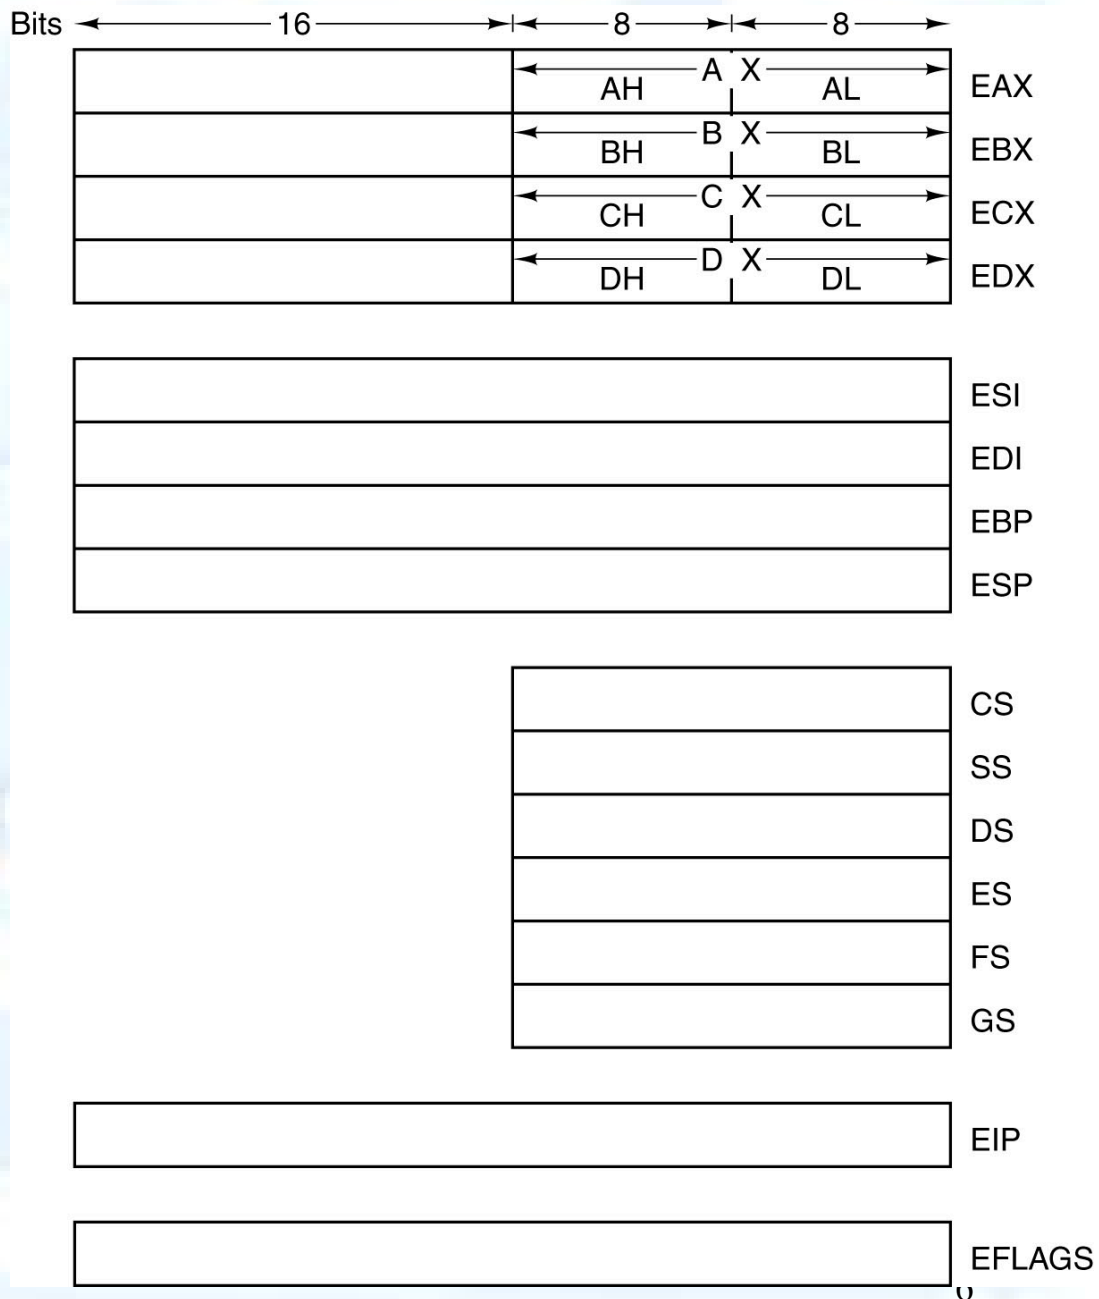 Bits 16 8 8
A X
AH AL EAX
B X
BH BL EBX
C X
CH CL ECX
D X
DH DL EDX
ESI
EDI
EBP
ESP
CS
SS
DS
ES
FS
GS
EIP
EFLAGS